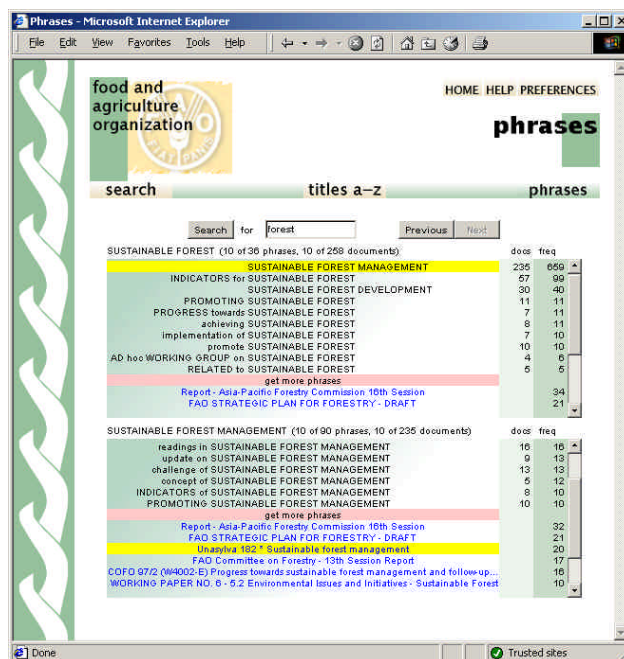 Phrases - Microsoft Internet Explorer
File Edit View Favorites Tools Help
food and
agriculture
organization
FAO
FIAT PANIS
HOME HELP PREFERENCES
phrases
search titles a–z phrases
Search for forest Previous Next
SUSTAINABLE FOREST (10 of 36 phrases, 10 of 258 documents) docs freq
SUSTAINABLE FOREST MANAGEMENT 235 659
INDICATORS for SUSTAINABLE FOREST 57 99
SUSTAINABLE FOREST DEVELOPMENT 30 40
PROMOTING SUSTAINABLE FOREST 11 11
PROGRESS towards SUSTAINABLE FOREST 7 11
achieving SUSTAINABLE FOREST 8 11
implementation of SUSTAINABLE FOREST 7 10
promote SUSTAINABLE FOREST 10 10
AD hoc WORKING GROUP on SUSTAINABLE FOREST 4 6
RELATED to SUSTAINABLE FOREST 5 5
get more phrases
Report - Asia-Pacific Forestry Commission 16th Session 34
FAO STRATEGIC PLAN FOR FORESTRY - DRAFT 21
SUSTAINABLE FOREST MANAGEMENT (10 of 90 phrases, 10 of 235 documents) docs freq
readings in SUSTAINABLE FOREST MANAGEMENT 16 16
update on SUSTAINABLE FOREST MANAGEMENT 9 13
challenge of SUSTAINABLE FOREST MANAGEMENT 13 13
concept of SUSTAINABLE FOREST MANAGEMENT 5 12
INDICATORS of SUSTAINABLE FOREST MANAGEMENT 8 10
PROMOTING SUSTAINABLE FOREST MANAGEMENT 10 10
get more phrases
Report - Asia-Pacific Forestry Commission 16th Session 32
FAO STRATEGIC PLAN FOR FORESTRY - DRAFT 21
Unasylva 182 * Sustainable forest management 20
FAO Committee on Forestry - 13th Session Report 17
COFO 97/2 (W4002-E) Progress towards sustainable forest management and follow-up... 16
WORKING PAPER NO. 6 - 5.2 Environmental Issues and Initiatives - Sustainable Forest 10
Done Trusted sites